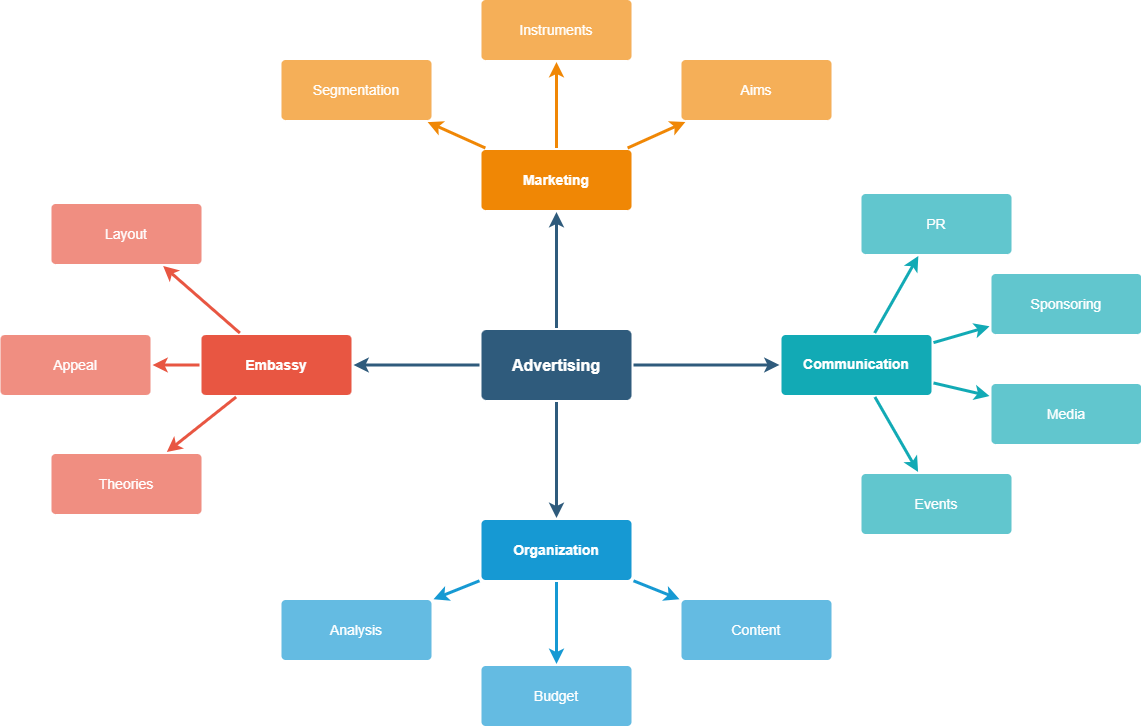 Instruments
Segmentation
Aims
Marketing
Layout
PR
Sponsoring
Appeal
Embassy
Advertising
Communication
Media
Theories
Events
Organization
Analysis
Content
Budget